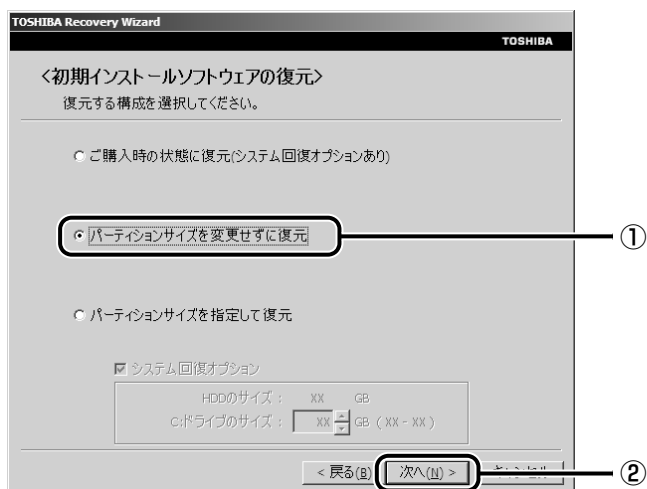 TOSHIBA Recovery Wizard
TOSHIBA
<初期インストールソフトウェアの復元>
復元する構成を選択してください。
ご購入時の状態に復元(システム回復オプションあり)
パーティションサイズを変更せずに復元
①
パーティションサイズを指定して復元
システム回復オプション
HDDのサイズ： XX GB
C:ドライブのサイズ： XX GB ( XX - XX )
< 戻る(B) 次へ(N) > キャンセル
②